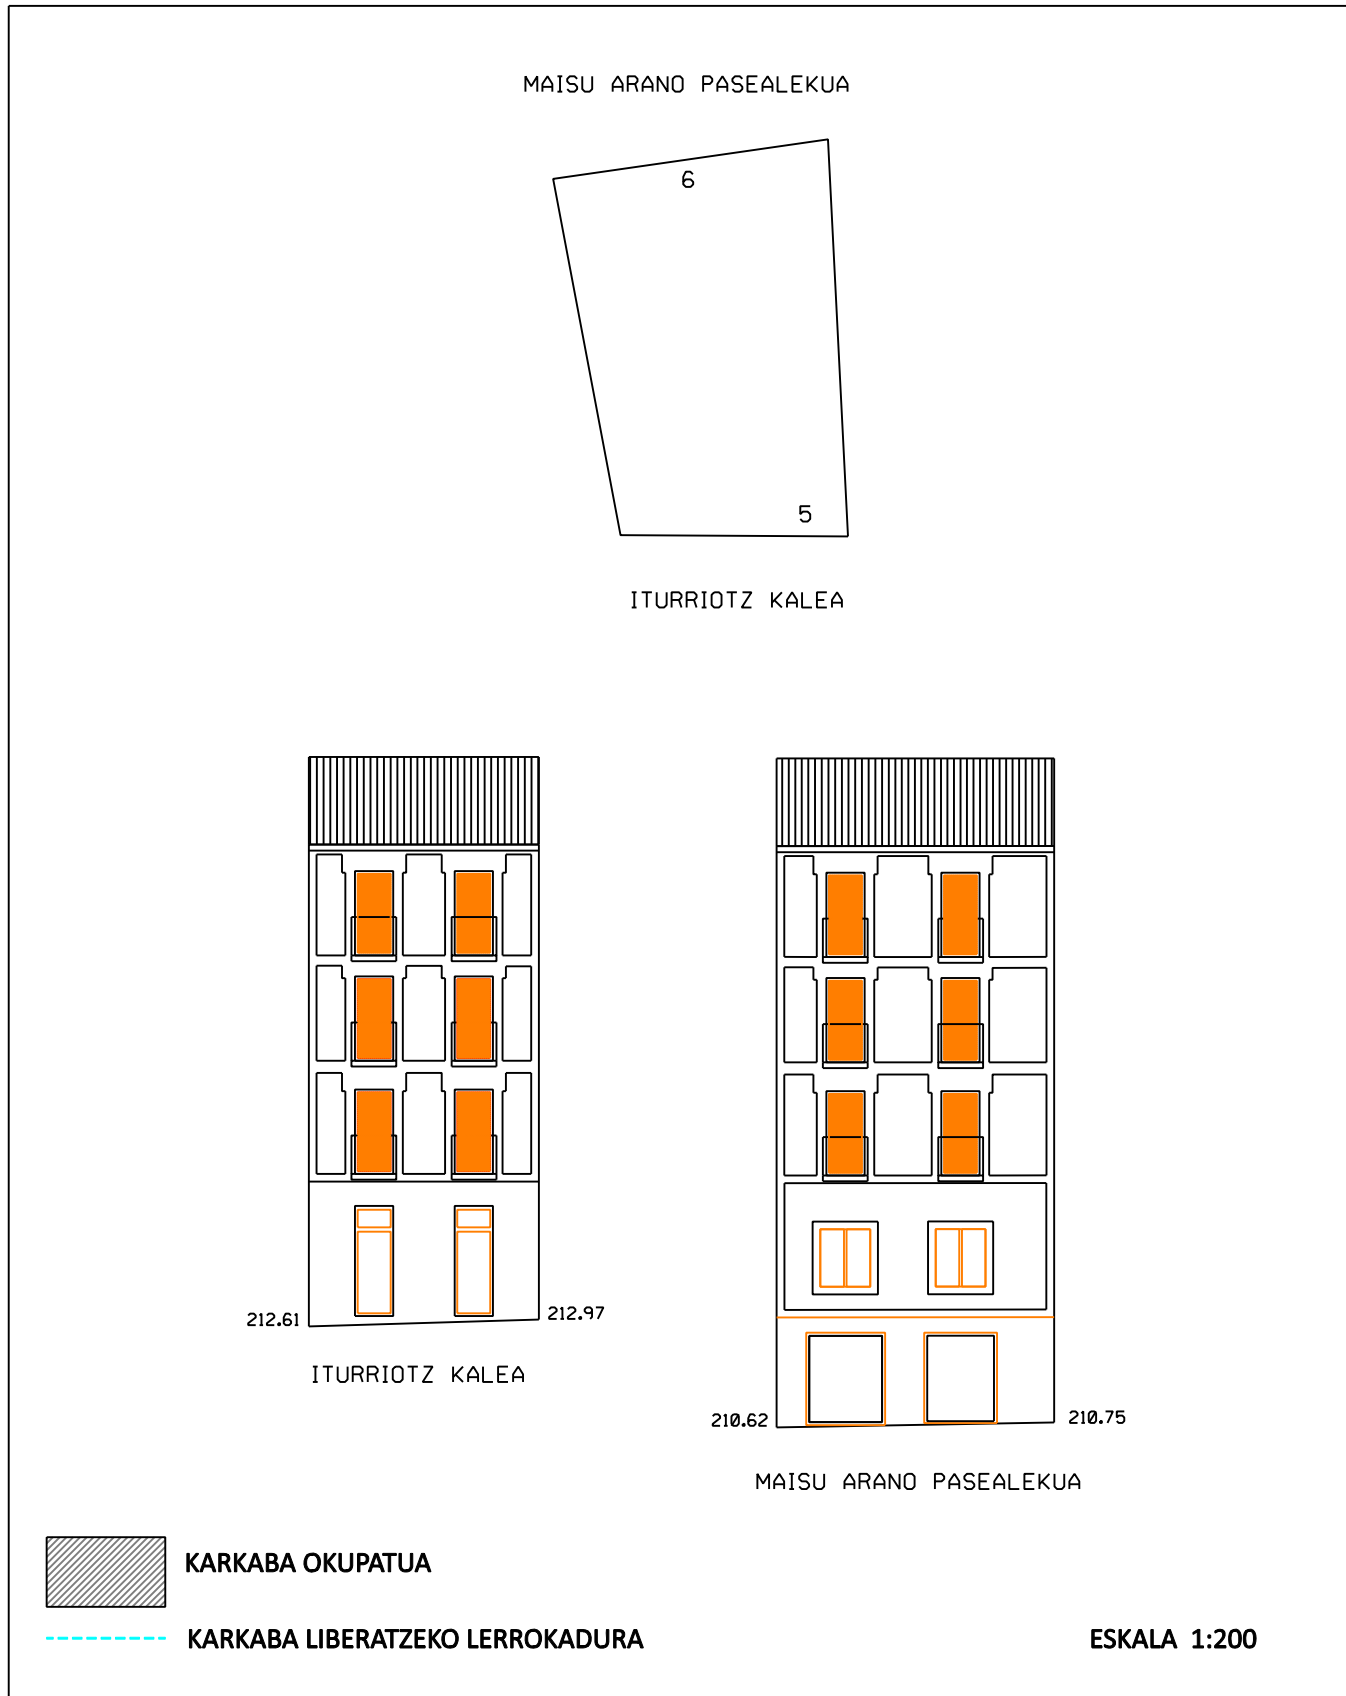 MAISU ARANO PASEALEKUA
6
5
ITURRIOTZ KALEA
212.61
212.97
ITURRIOTZ KALEA
210.62
210.75
MAISU ARANO PASEALEKUA
KARKABA OKUPATUA
KARKABA LIBERATZEKO LERROKADURA
ESKALA 1:200